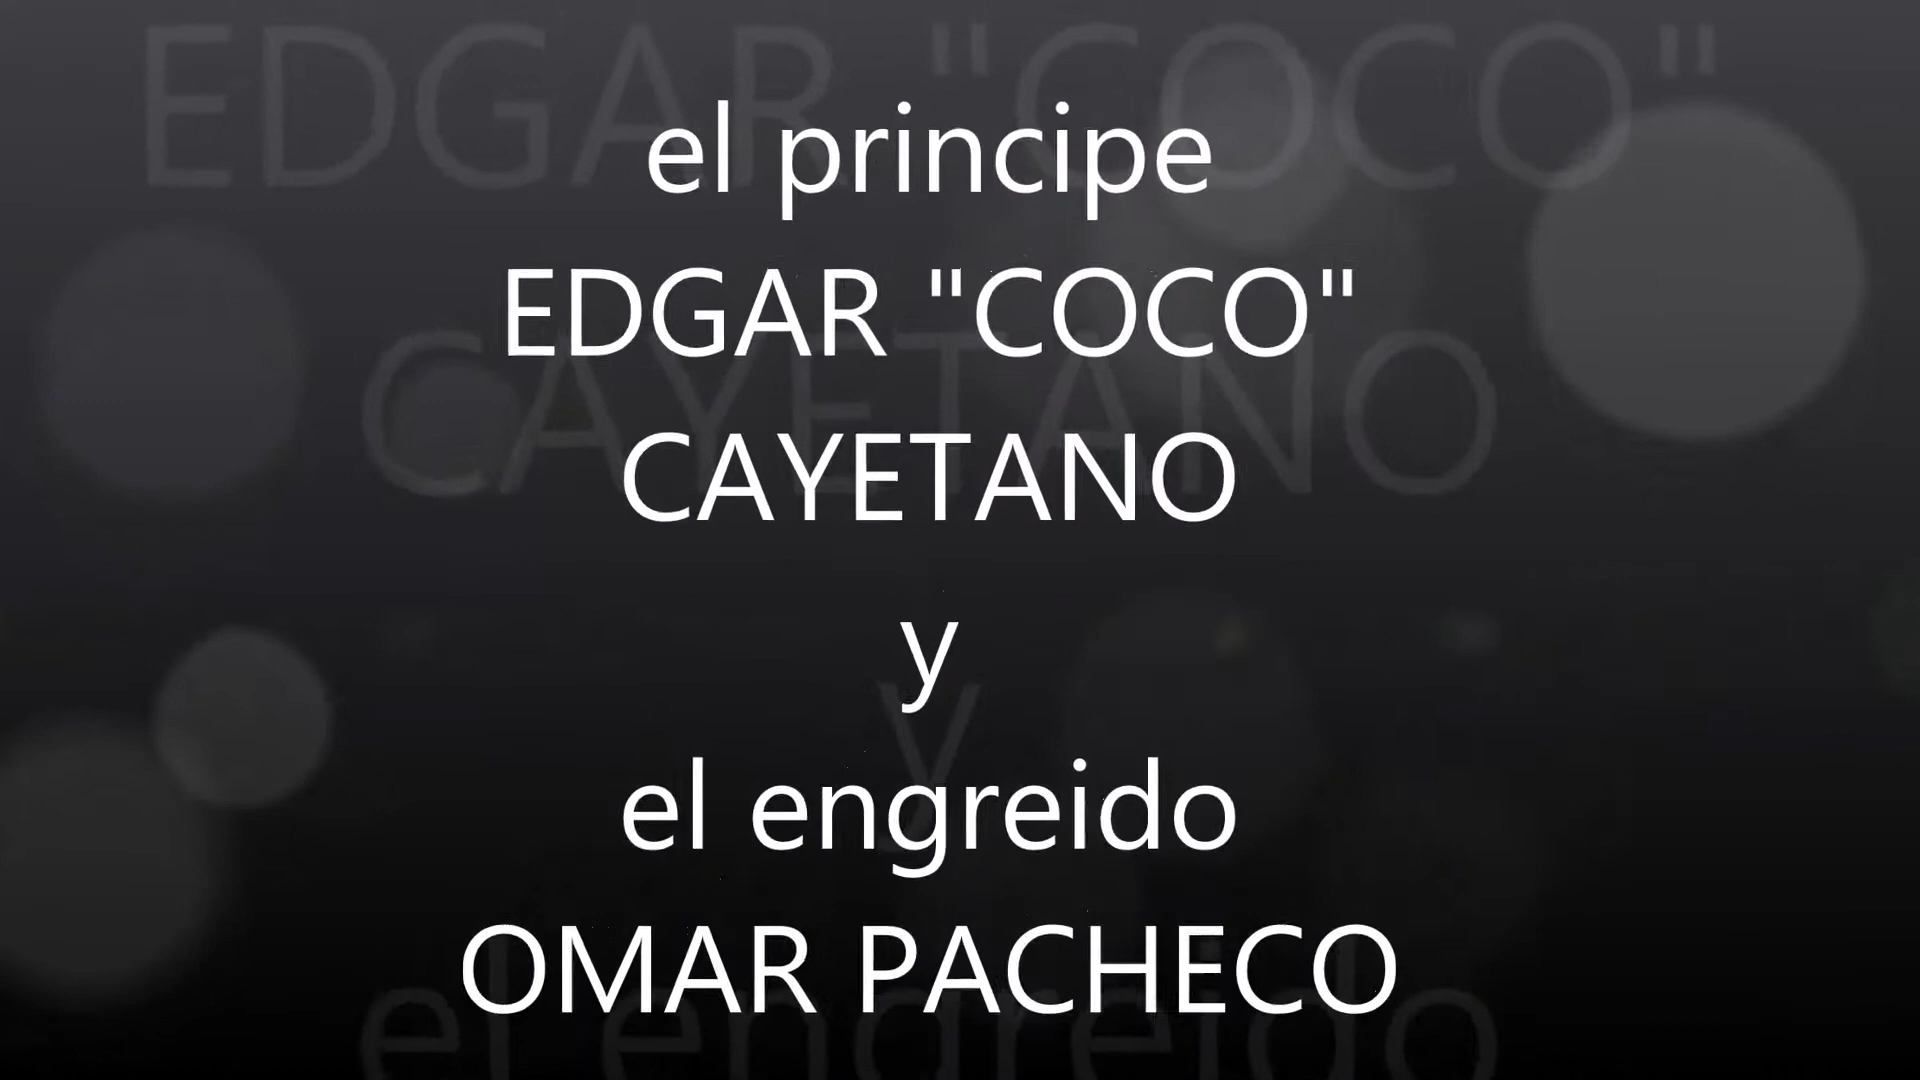 el principe
EDGAR "COCO"
CAYETANO
y
el engreido
OMAR PACHECO